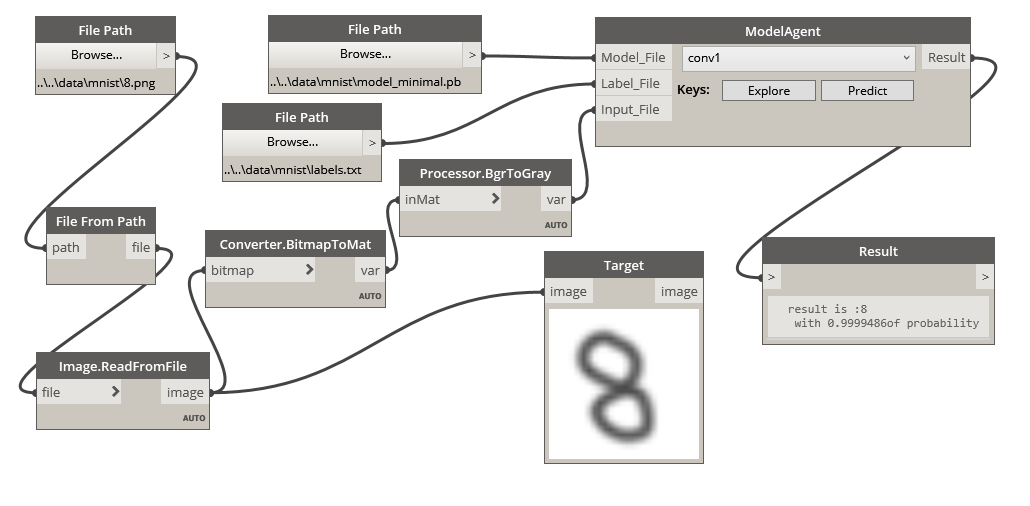 File Path
Browse... >
..\..\data\mnist\8.png
File Path
Browse... >
..\..\data\mnist\model_minimal.pb
File Path
Browse... >
..\..\data\mnist\labels.txt
ModelAgent
Model_File conv1 Result
Label_File Keys: Explore Predict
Input_File
Processor.BgrToGray
inMat > var
AUTO
File From Path
path file
Converter.BitmapToMat
bitmap > var
AUTO
Image.ReadFromFile
file > image
AUTO
Target
image image
8
Result
> >
result is :8
with 0.9999486of probability